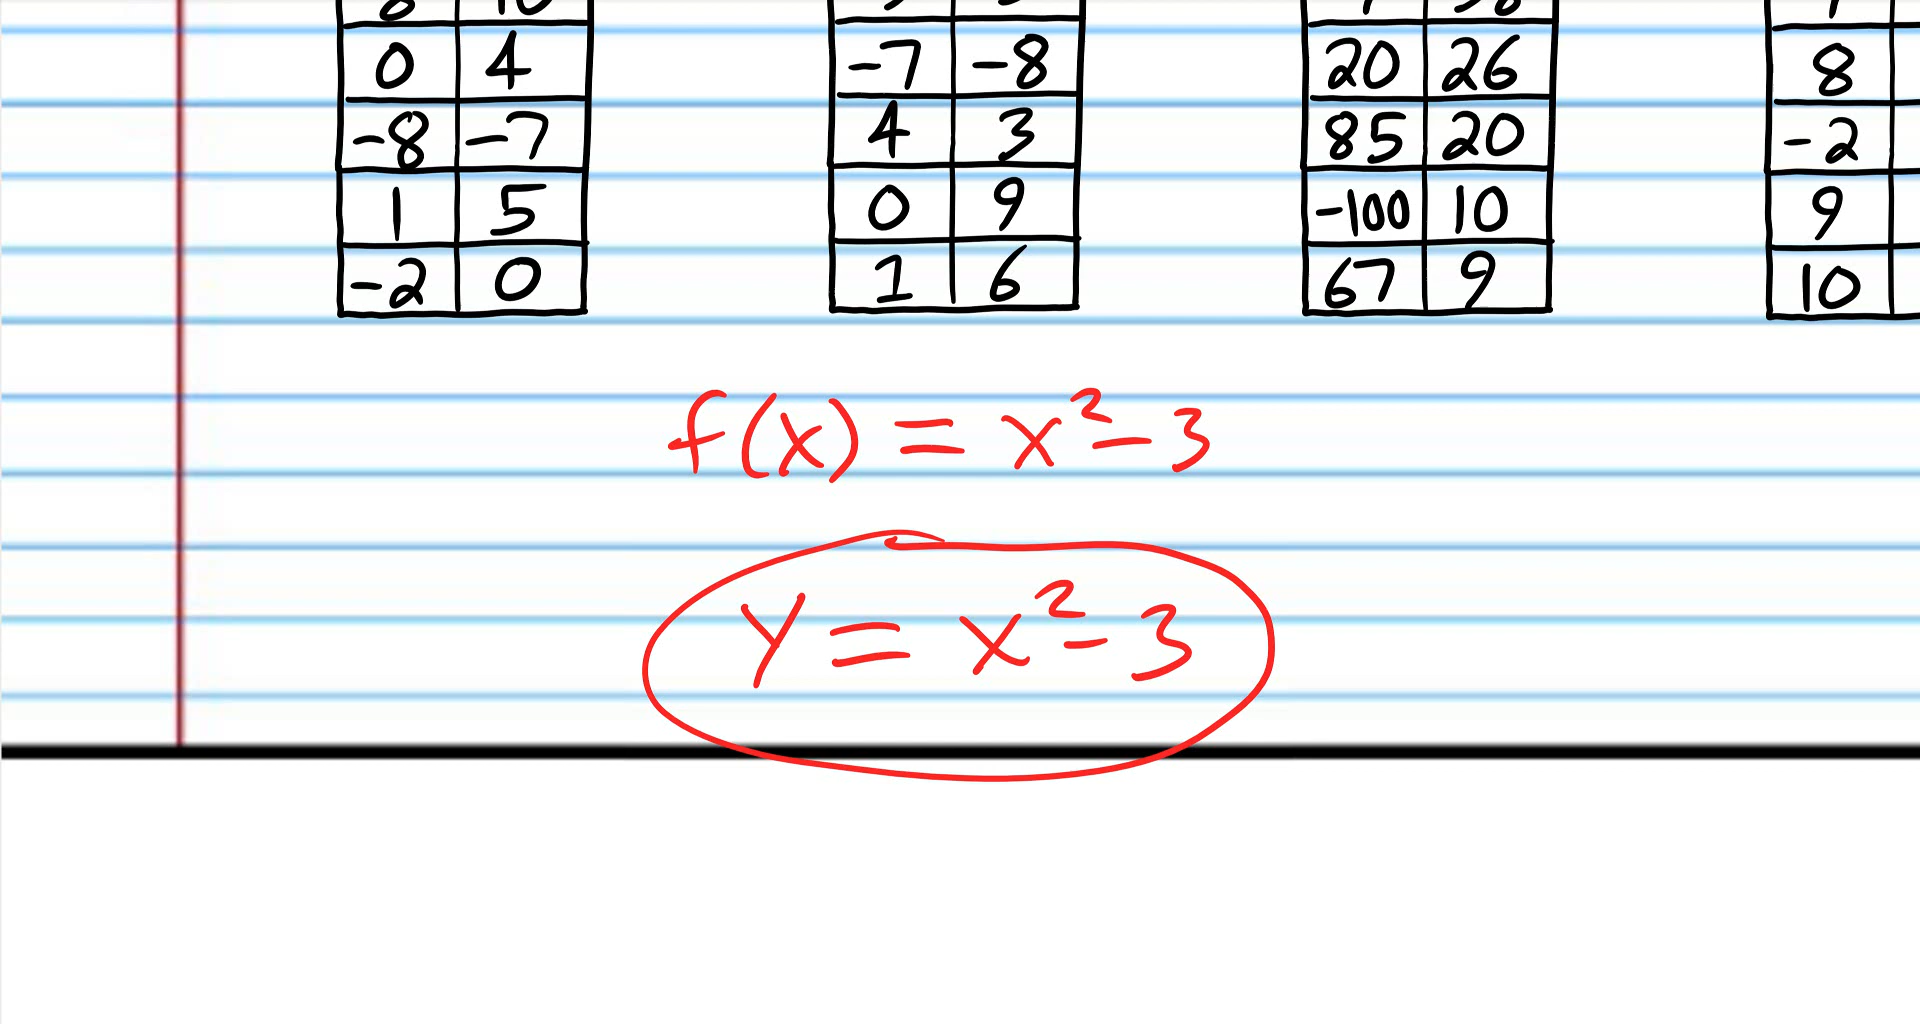 0 4 -7 -8 20 26 8
-8 -7 4 3 85 20 -2
1 5 0 9 -100 10 9
-2 0 1 6 67 9 10
f(x) = x² - 3
y = x² - 3